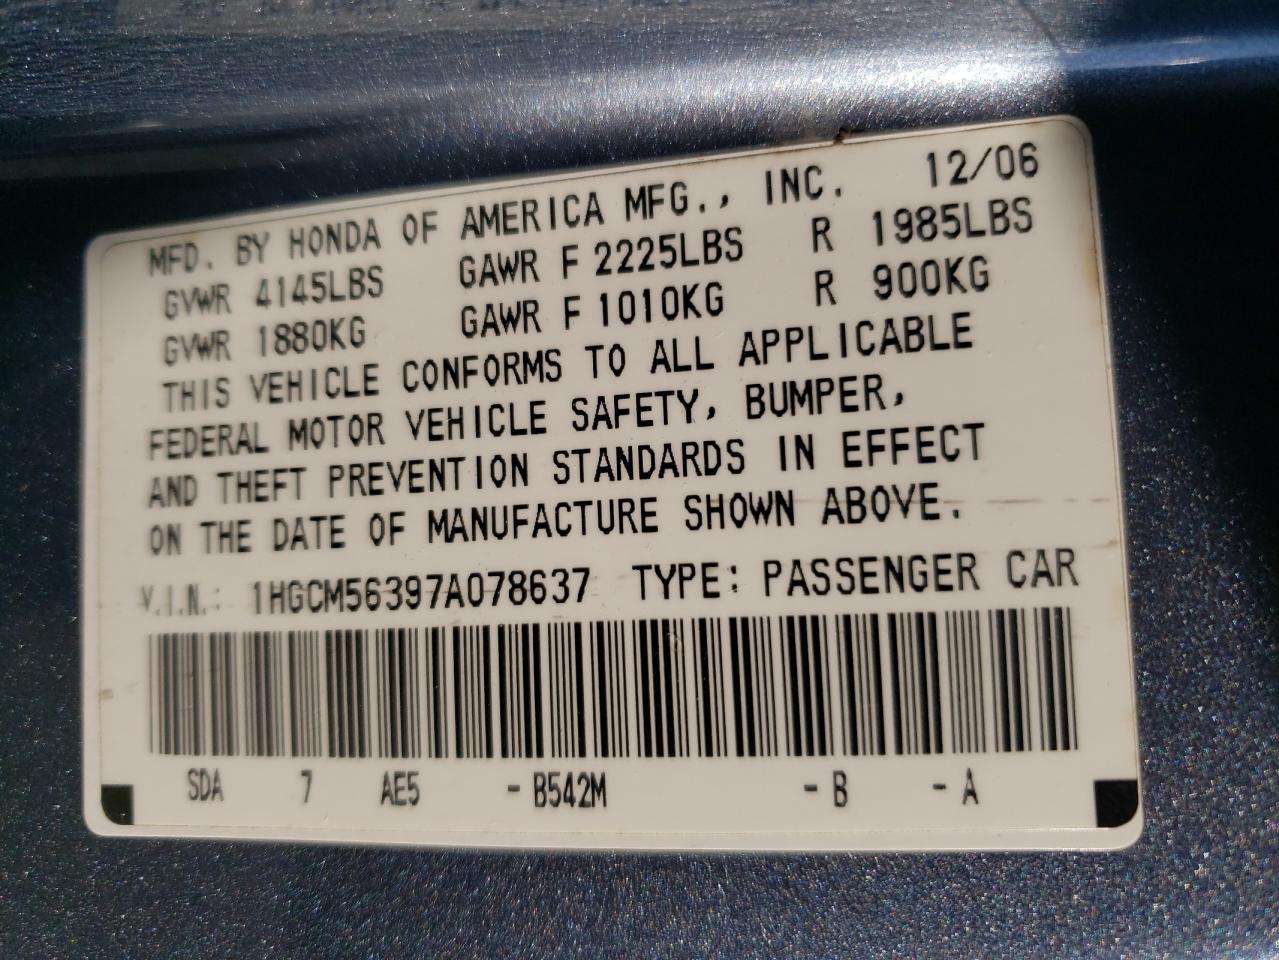 MFD. BY HONDA OF AMERICA MFG., INC. 12/06
GVWR 4145LBS GAWR F 2225LBS R 1985LBS
GVWR 1880KG GAWR F 1010KG R 900KG
THIS VEHICLE CONFORMS TO ALL APPLICABLE
FEDERAL MOTOR VEHICLE SAFETY, BUMPER,
AND THEFT PREVENTION STANDARDS IN EFFECT
ON THE DATE OF MANUFACTURE SHOWN ABOVE.
V.I.N.: 1HGCM56397A078637 TYPE: PASSENGER CAR
SDA 7 AE5 - B542M - B - A